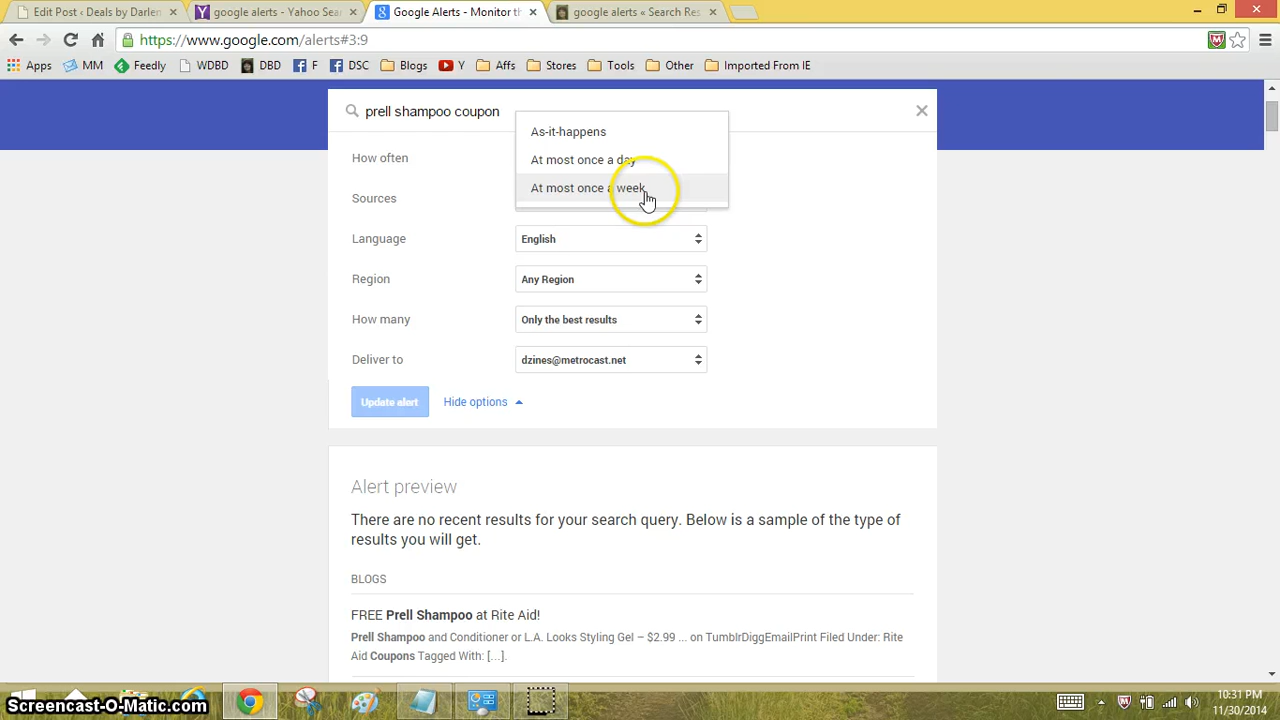 Edit Post ‹ Deals by Darlen
google alerts - Yahoo Sea
Google Alerts - Monitor th
google alerts « Search Res
https://www.google.com/alerts#3:9
Apps
MM
Feedly
WDBD
DBD
F
DSC
Blogs
Y
Affs
Stores
Tools
Other
Imported From IE
prell shampoo coupon
As-it-happens
How often
At most once a day
At most once a week
Sources
Language
English
Region
Any Region
How many
Only the best results
Deliver to
dzines@metrocast.net
Update alert
Hide options
Alert preview
There are no recent results for your search query. Below is a sample of the type of
results you will get.
BLOGS
FREE Prell Shampoo at Rite Aid!
Prell Shampoo and Conditioner or L.A. Looks Styling Gel – $2.99 ... on TumblrDiggEmailPrint Filed Under: Rite
Aid Coupons Tagged With: […].
10:31 PM
11/30/2014
Screencast-O-Matic.com